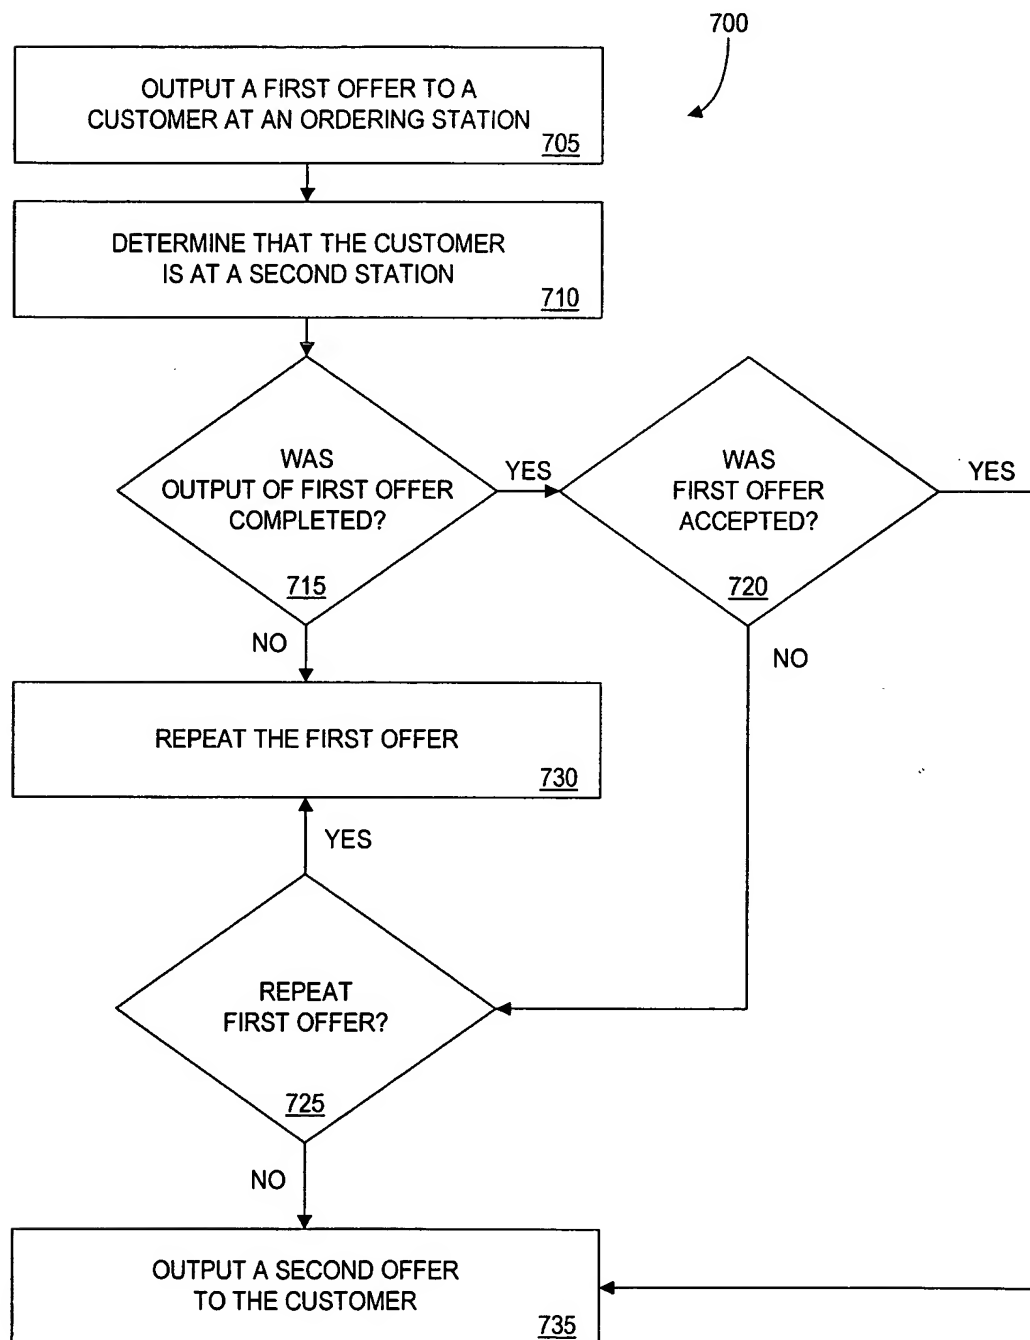 700
OUTPUT A FIRST OFFER TO A
CUSTOMER AT AN ORDERING STATION
705
DETERMINE THAT THE CUSTOMER
IS AT A SECOND STATION
710
WAS
OUTPUT OF FIRST OFFER
COMPLETED?
715
YES
WAS
FIRST OFFER
ACCEPTED?
720
YES
NO
NO
REPEAT THE FIRST OFFER
730
YES
REPEAT
FIRST OFFER?
725
NO
OUTPUT A SECOND OFFER
TO THE CUSTOMER
735